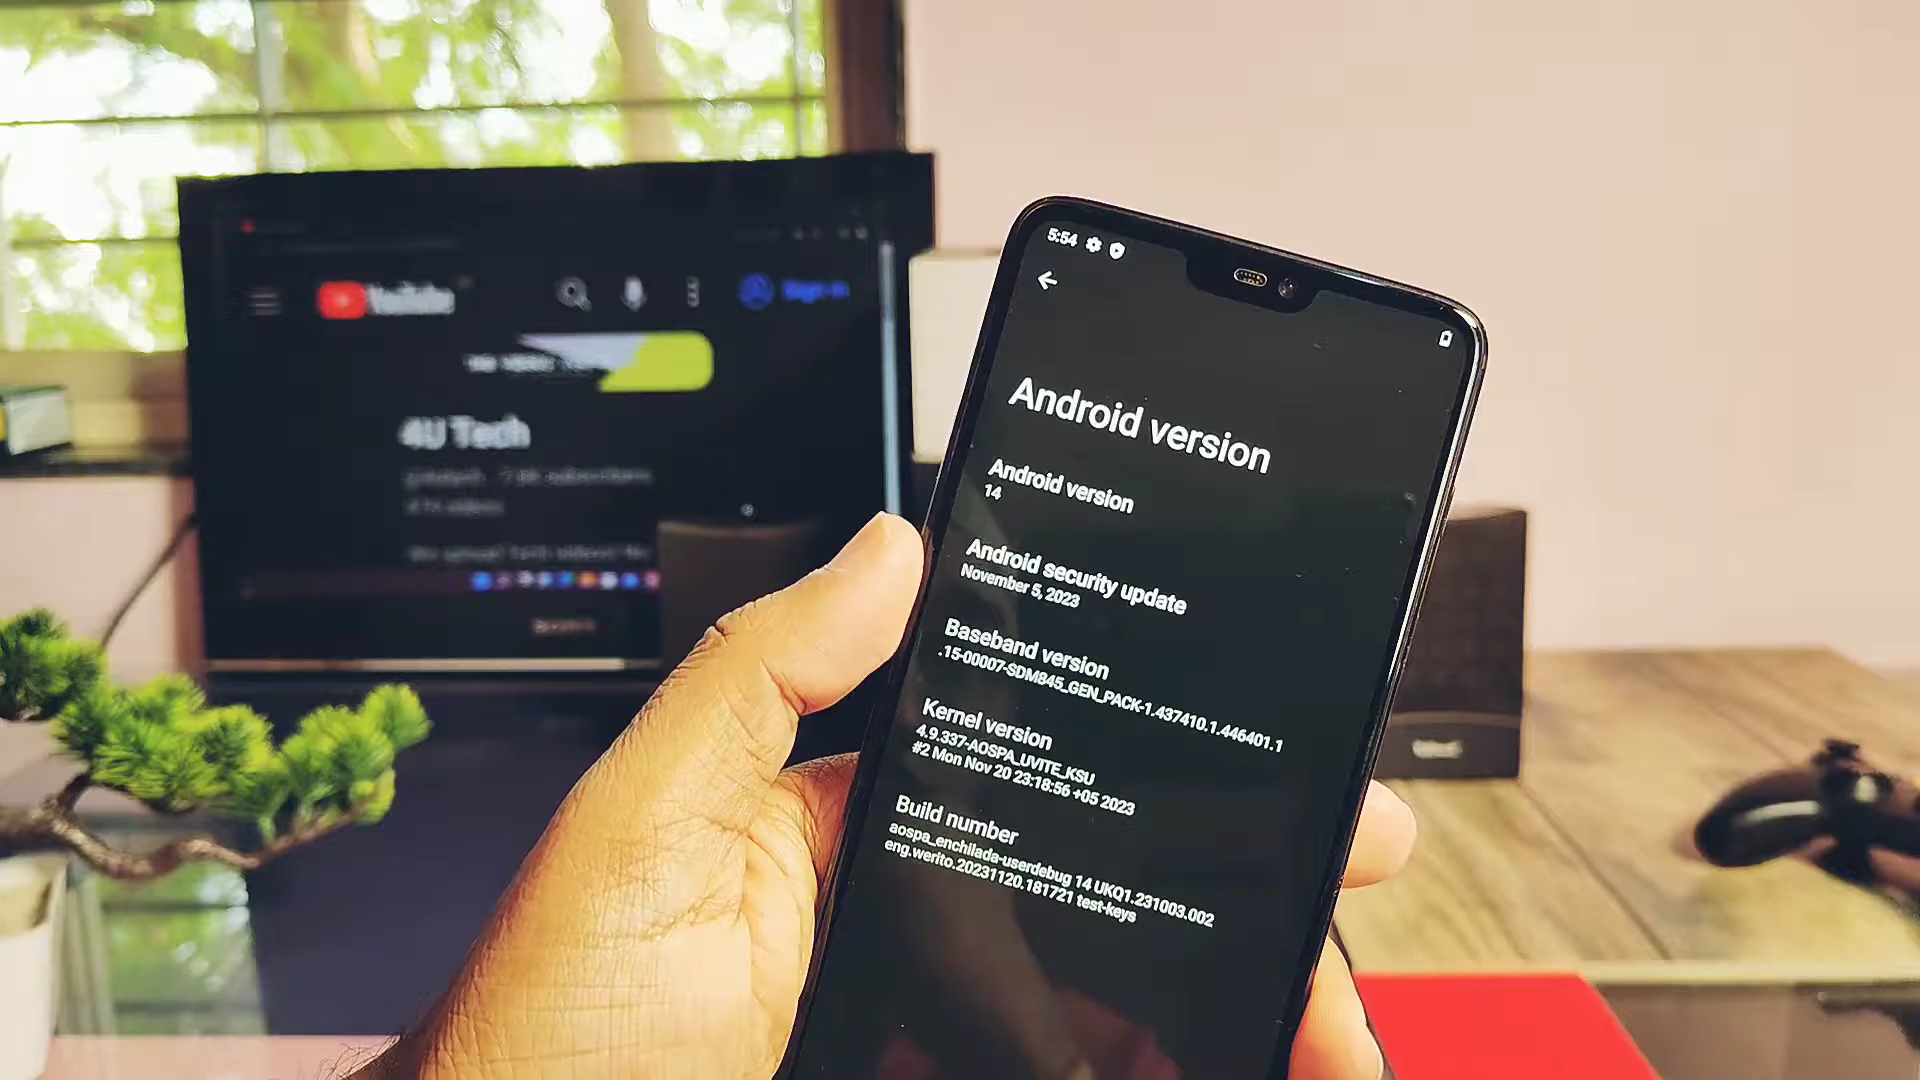 YouTube
Sign in
4U Tech
5:54
Android version
Android version
14
Android security update
November 5, 2023
Baseband version
.15-00007-SDM845_GEN_PACK-1.437410.1.446401.1
Kernel version
4.9.337-AOSPA_UVITE_KSU
#2 Mon Nov 20 23:18:56 +05 2023
Build number
aospa_enchilada-userdebug 14 UKQ1.231003.002
eng.werito.20231120.181721 test-keys